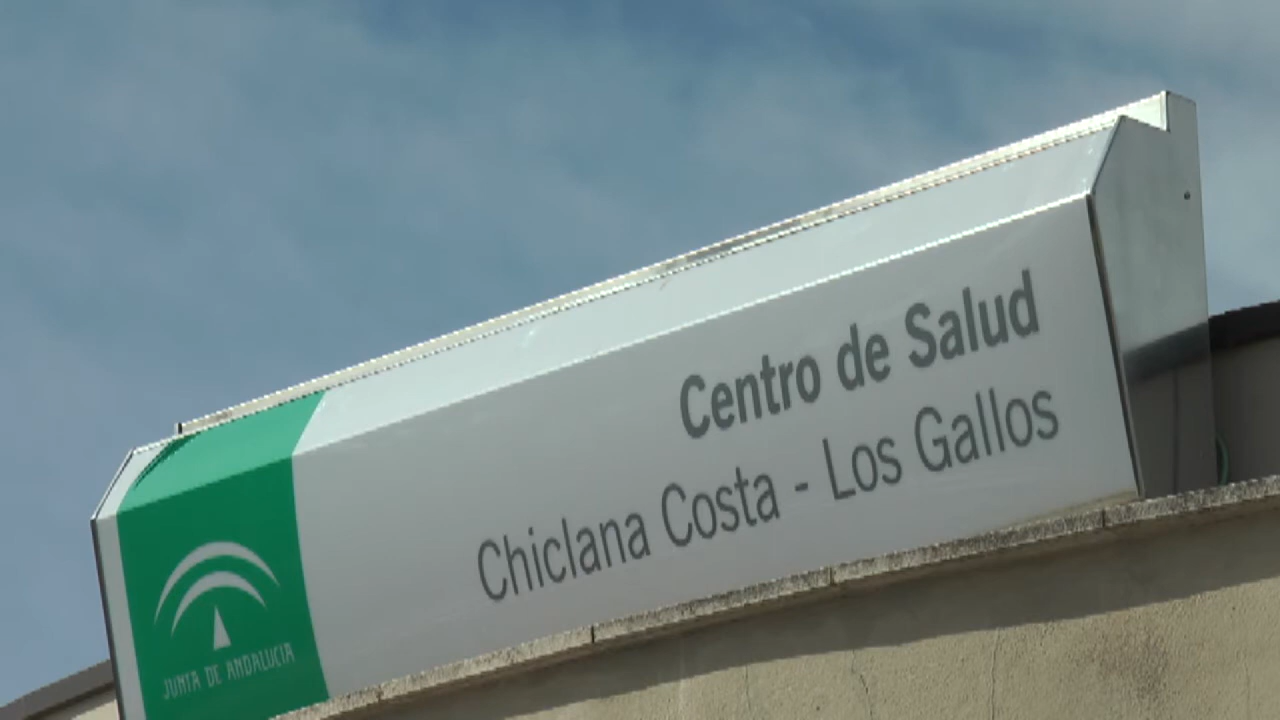 Centro de Salud
Chiclana Costa - Los Gallos
JUNTA DE ANDALUCIA